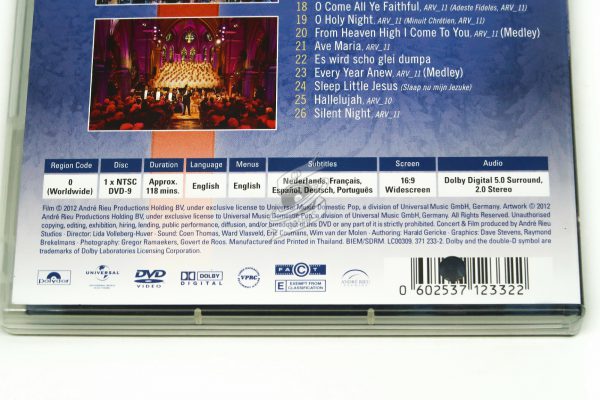 18 O Come All Ye Faithful, ARV_11 (Adeste Fideles, ARV_11)
19 O Holy Night, ARV_11 (Minuit Chrétien, ARV_11)
20 From Heaven High I Come To You, ARV_11 (Medley)
21 Ave Maria, ARV_11
22 Es wird scho glei dumpa
23 Every Year Anew, ARV_11 (Medley)
24 Sleep Little Jesus (Slaap nu mijn Jezuke)
25 Hallelujah, ARV_10
26 Silent Night, ARV_11
Region Code Disc Duration Language Menus Subtitles Screen Audio
0 (Worldwide)
1 x NTSC DVD-9
Approx. 118 mins.
English
English
Nederlands, Français, Español, Deutsch, Português
16:9 Widescreen
Dolby Digital 5.0 Surround, 2.0 Stereo
Film © 2012 André Rieu Productions Holding BV, under exclusive license to Universal Music Domestic Pop, a division of Universal Music GmbH, Germany. Artwork © 2012
André Rieu Productions Holding BV, under exclusive license to Universal Music Domestic Pop, a division of Universal Music GmbH, Germany. All Rights Reserved. Unauthorised
copying, editing, exhibition, hiring, lending, public performance, diffusion, and/or broadcast of this DVD or any part of it is strictly prohibited. Concert & Film produced by André Rieu
Studios · Director: Lida Volleberg-Huver · Sound: Coen Thomas, Ward Vlasveld, Eric Coumans, Wim van der Molen · Authoring: Harald Gericke · Graphics: Dave Stevens, Raymond
Brekelmans · Photography: Gregor Ramaekers, Govert de Roos. Manufactured and Printed in Thailand. BIEM/SDRM LC00309. 371 233-2. Dolby and the double-D symbol are
trademarks of Dolby Laboratories Licensing Corporation.
polydor
UNIVERSAL
DVD VIDEO
DOLBY DIGITAL
VPRC
PACT
E EXEMPT FROM CLASSIFICATION
ANDRÉ RIEU
0 602537 123322